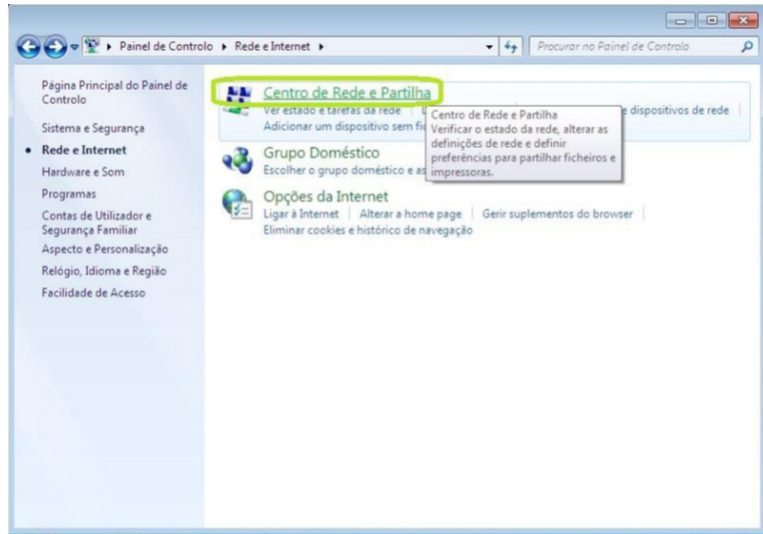 Painel de Controlo Rede e Internet Procurar no Painel de Controlo
Página Principal do Painel de
Controlo
Sistema e Segurança
Rede e Internet
Hardware e Som
Programas
Contas de Utilizador e
Segurança Familiar
Aspecto e Personalização
Relógio, Idioma e Região
Facilidade de Acesso
Centro de Rede e Partilha
Ver estado e tarefas da rede e dispositivos de rede
Adicionar um dispositivo sem
Centro de Rede e Partilha
Verificar o estado da rede, alterar as
definições de rede e definir
preferências para partilhar ficheiros e
impressoras.
Grupo Doméstico
Escolher o grupo doméstico e
Opções da Internet
Ligar à Internet Alterar a home page Gerir suplementos do browser
Eliminar cookies e histórico de navegação